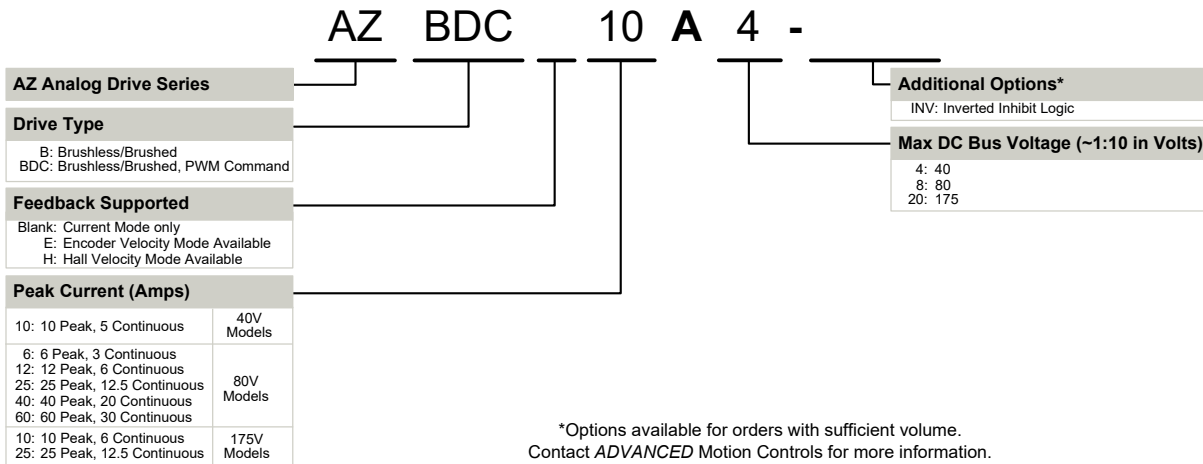 AZ BDC 10 A 4 -
AZ Analog Drive Series
Drive Type
B: Brushless/Brushed
BDC: Brushless/Brushed, PWM Command
Feedback Supported
Blank: Current Mode only
E: Encoder Velocity Mode Available
H: Hall Velocity Mode Available
Peak Current (Amps)
10: 10 Peak, 5 Continuous
40V
Models
6: 6 Peak, 3 Continuous
12: 12 Peak, 6 Continuous
25: 25 Peak, 12.5 Continuous
40: 40 Peak, 20 Continuous
60: 60 Peak, 30 Continuous
80V
Models
10: 10 Peak, 6 Continuous
25: 25 Peak, 12.5 Continuous
175V
Models
Additional Options*
INV: Inverted Inhibit Logic
Max DC Bus Voltage (~1:10 in Volts)
4: 40
8: 80
20: 175
*Options available for orders with sufficient volume.
Contact ADVANCED Motion Controls for more information.